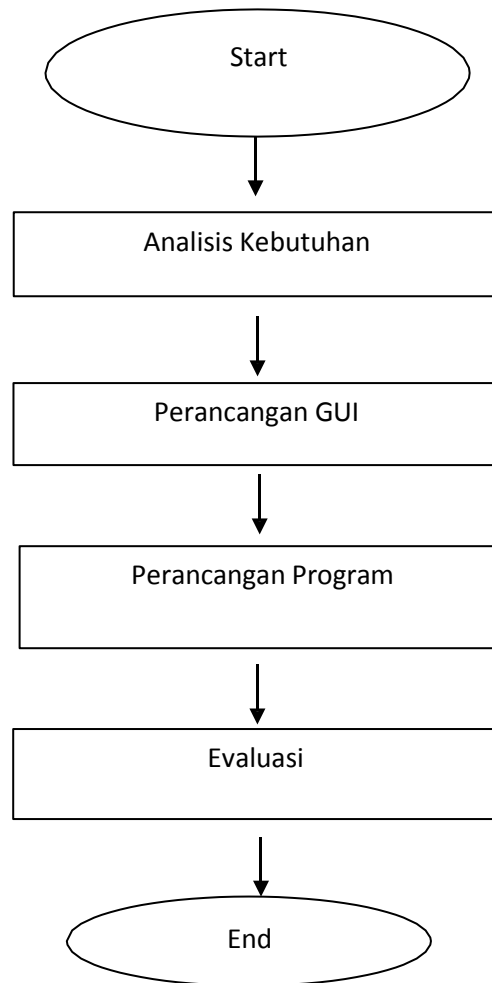 Start
Analisis Kebutuhan
Perancangan GUI
Perancangan Program
Evaluasi
End